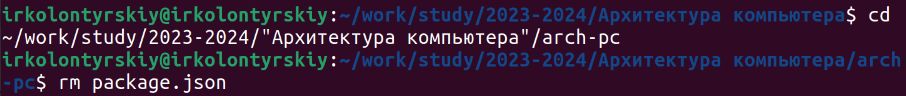 irkolontyrskiy@irkolontyrskiy:~/work/study/2023-2024/Архитектура компьютера$ cd
~/work/study/2023-2024/"Архитектура компьютера"/arch-pc
irkolontyrskiy@irkolontyrskiy:~/work/study/2023-2024/Архитектура компьютера/arch
-pc$ rm package.json